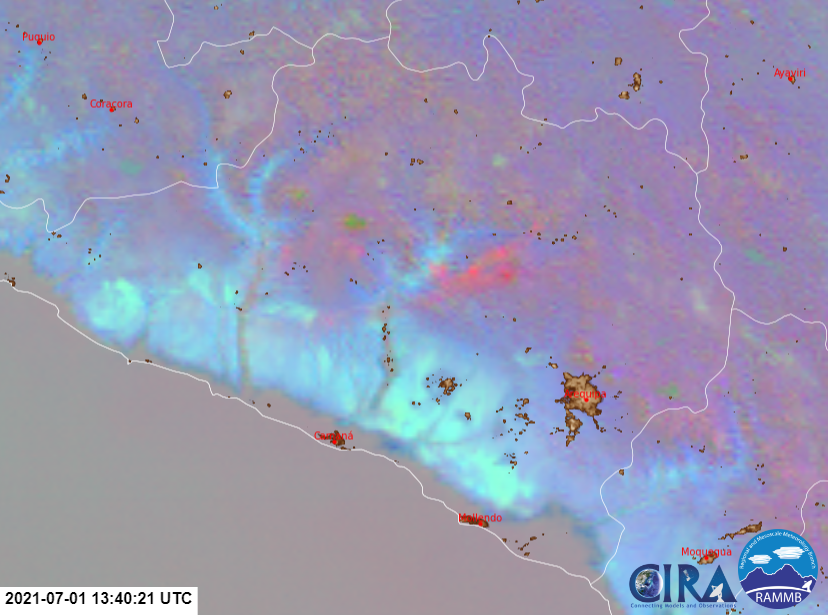 Puquio
Ayaviri
Coracora
Arequipa
Camaná
Mollendo
Moquegua
2021-07-01 13:40:21 UTC
CIRA
Connecting Models and Observations
Regional and Mesoscale Meteorology Branch
RAMMB